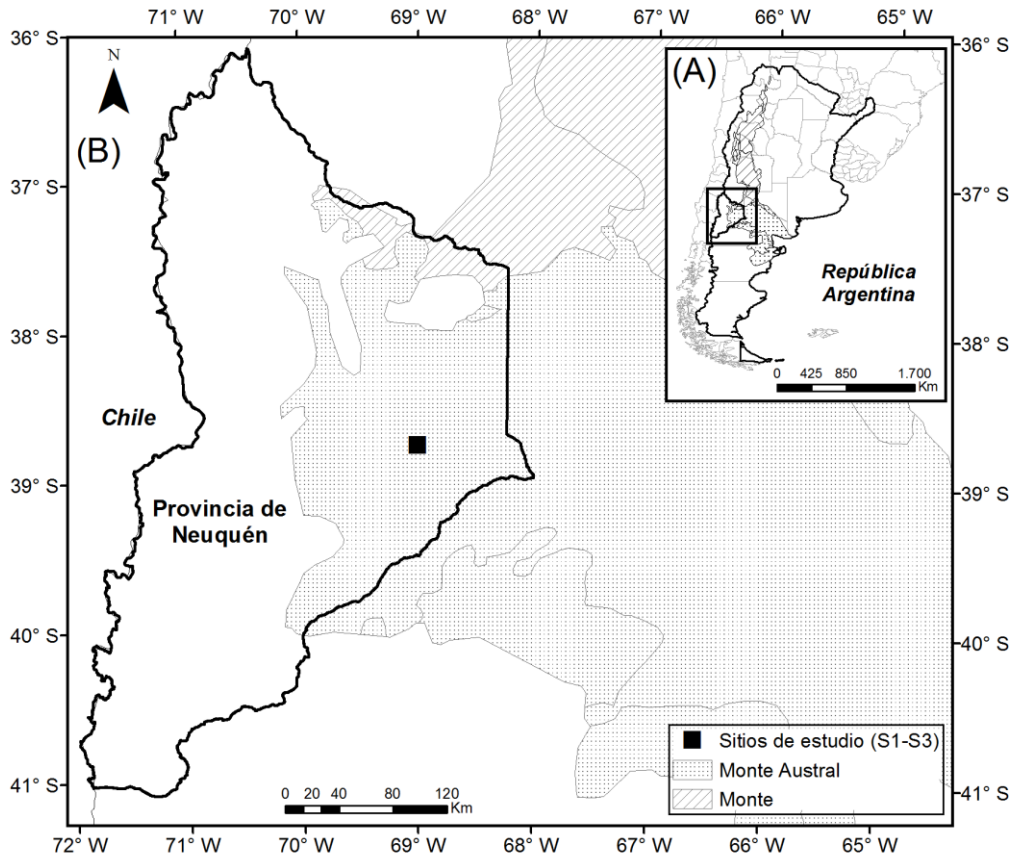 71° W 70° W 69° W 68° W 67° W 66° W 65° W
36° S
36° S
N
(A)
(B)
37° S
37° S
República
Argentina
38° S
38° S
0 425 850 1.700
Km
Chile
39° S
39° S
Provincia de
Neuquén
40° S
40° S
Sitios de estudio (S1-S3)
Monte Austral
Monte
41° S
41° S
0 20 40 80 120
Km
72 W 71° W 70° W 69° W 68° W 67° W 66° W 65° W